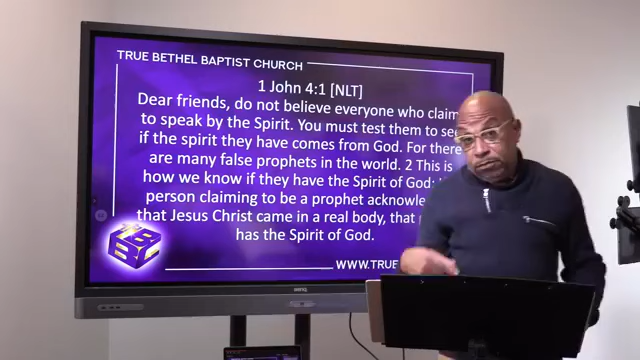 TRUE BETHEL BAPTIST CHURCH
1 John 4:1 [NLT]
Dear friends, do not believe everyone who claim
to speak by the Spirit. You must test them to see
if the spirit they have comes from God. For there
are many false prophets in the world. 2 This is
how we know if they have the Spirit of God:
person claiming to be a prophet acknowle
that Jesus Christ came in a real body, that
has the Spirit of God.
TBBC
WWW.TRUE
BENQ